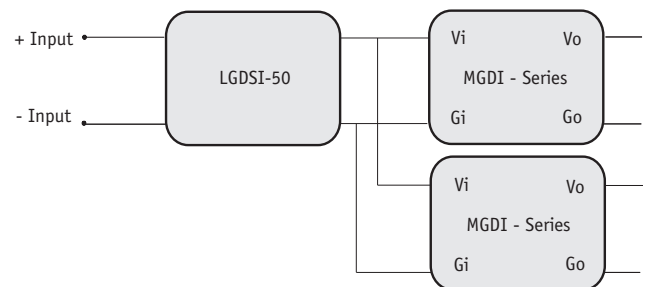 + Input
- Input
LGDSI-50
Vi Vo
MGDI - Series
Gi Go
Vi Vo
MGDI - Series
Gi Go